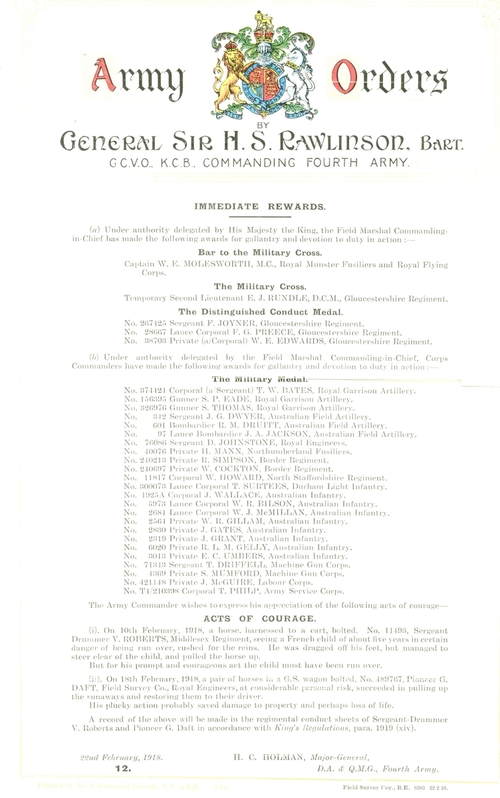 Army Orders
BY
GENERAL SIR H. S. RAWLINSON, BART.
G.C.V.O., K.C.B., COMMANDING FOURTH ARMY.
IMMEDIATE REWARDS.
(a) Under authority delegated by His Majesty the King, the Field Marshal Commanding-
in-Chief has made the following awards for gallantry and devotion to duty in action :—
Bar to the Military Cross.
Captain W. E. MOLESWORTH, M.C., Royal Munster Fusiliers and Royal Flying
Corps.
The Military Cross.
Temporary Second Lieutenant E. J. RUNDLE, D.C.M., Gloucestershire Regiment.
The Distinguished Conduct Medal.
No. 267425 Sergeant F. JOYNER, Gloucestershire Regiment.
No. 28667 Lance Corporal F. G. PREECE, Gloucestershire Regiment.
No. 38703 Private (a/Corporal) W. E. EDWARDS, Gloucestershire Regiment.
(b) Under authority delegated by the Field Marshal Commanding-in-Chief, Corps
Commanders have made the following awards for gallantry and devotion to duty in action :—
The Military Medal.
No. 374421 Corporal (a Sergeant) T. W. BATES, Royal Garrison Artillery.
No. 156395 Gunner S. P. EADE, Royal Garrison Artillery.
No. 326976 Gunner S. THOMAS, Royal Garrison Artillery.
No. 312 Sergeant J. G. DWYER, Australian Field Artillery.
No. 601 Bombardier R. M. DRUITT, Australian Field Artillery.
No. 97 Lance Bombardier J. A. JACKSON, Australian Field Artillery.
No. 76086 Sergeant D. JOHNSTONE, Royal Engineers.
No. 40076 Private H. MANN, Northumberland Fusiliers.
No. 240213 Private R. SIMPSON, Border Regiment.
No. 240697 Private W. COCKTON, Border Regiment.
No. 11817 Corporal W. HOWARD, North Staffordshire Regiment.
No. 300073 Lance Corporal T. SURTEES, Durham Light Infantry.
No. 1925A Corporal J. WALLACE, Australian Infantry.
No. 5973 Lance Corporal W. R. BILSON, Australian Infantry.
No. 2684 Lance Corporal W. J. McMILLAN, Australian Infantry.
No. 2564 Private W. R. GILLAM, Australian Infantry.
No. 2830 Private J. GATES, Australian Infantry.
No. 2319 Private J. GRANT, Australian Infantry.
No. 6020 Private R. L. M. GELLY, Australian Infantry.
No. 3013 Private E. C. UMBERS, Australian Infantry.
No. 71313 Sergeant T. DRIFFELL, Machine Gun Corps.
No. 4369 Private S. MUMFORD, Machine Gun Corps.
No. 421148 Private J. McGUIRE, Labour Corps.
No. T4/210398 Corporal T. PHILP, Army Service Corps.
The Army Commander wishes to express his appreciation of the following acts of courage—
ACTS OF COURAGE.
(i). On 10th February, 1918, a horse, harnessed to a cart, bolted. No. 11493, Sergeant
Drummer V. ROBERTS, Middlesex Regiment, seeing a French child of about five years in certain
danger of being run over, rushed for the reins. He was dragged off his feet, but managed to
steer clear of the child, and pulled the horse up.
But for his prompt and courageous act the child must have been run over.
(ii). On 18th February, 1918, a pair of horses in a G.S. wagon bolted, No. 489767, Pioneer G.
DAFT, Field Survey Co., Royal Engineers, at considerable personal risk, succeeded in pulling up
the runaways and restoring them to their driver.
His plucky action probably saved damage to property and perhaps loss of life.
A record of the above will be made in the regimental conduct sheets of Sergeant-Drummer
V. Roberts and Pioneer G. Daft in accordance with King's Regulations, para. 1919 (xiv).
22nd February, 1918.
H. C. HOLMAN, Major-General,
12.
D.A. & Q.M.G., Fourth Army.
Field Survey Coy., R.E. 8385 22-2-18.